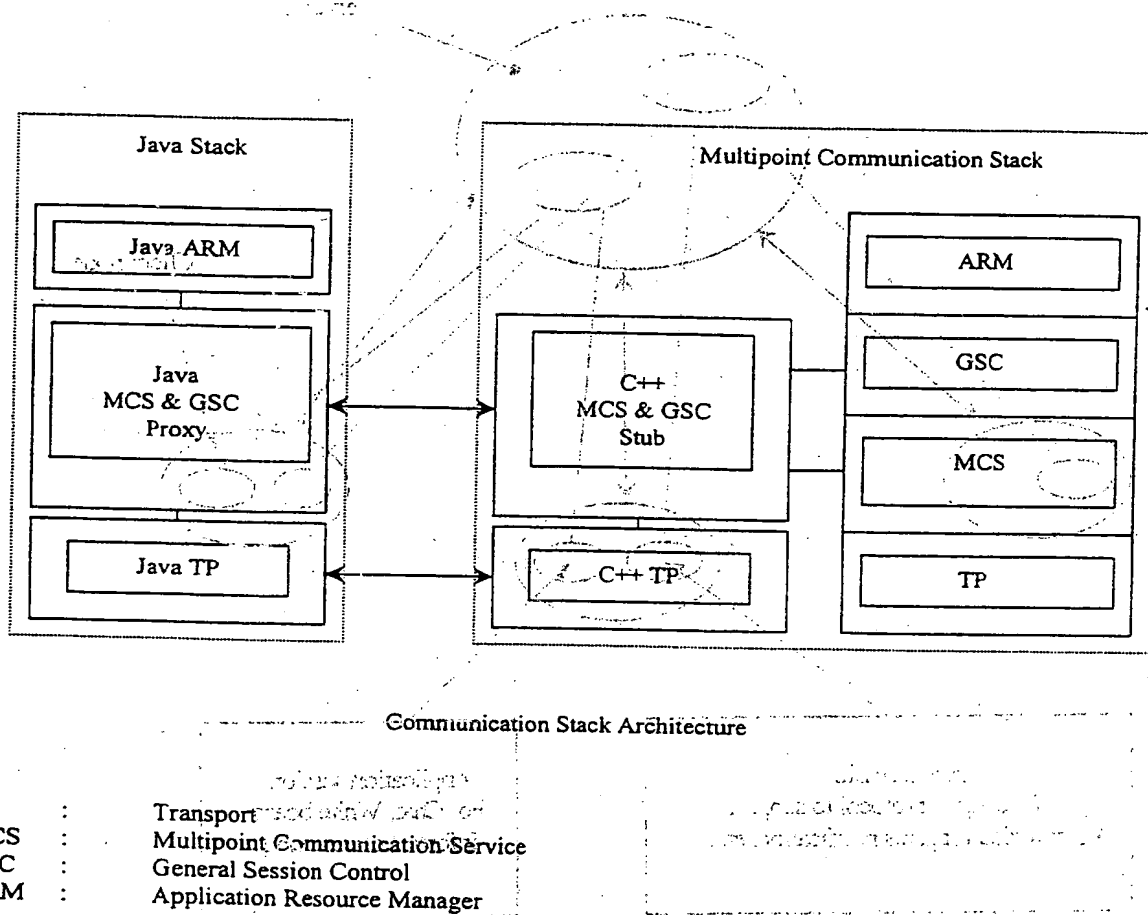 Java Stack
Multipoint Communication Stack
Java ARM
ARM
Java
MCS & GSC
Proxy
C++
MCS & GSC
Stub
GSC
MCS
Java TP
C++ TP
TP
Communication Stack Architecture
: Transport
CS : Multipoint Communication Service
C : General Session Control
M : Application Resource Manager